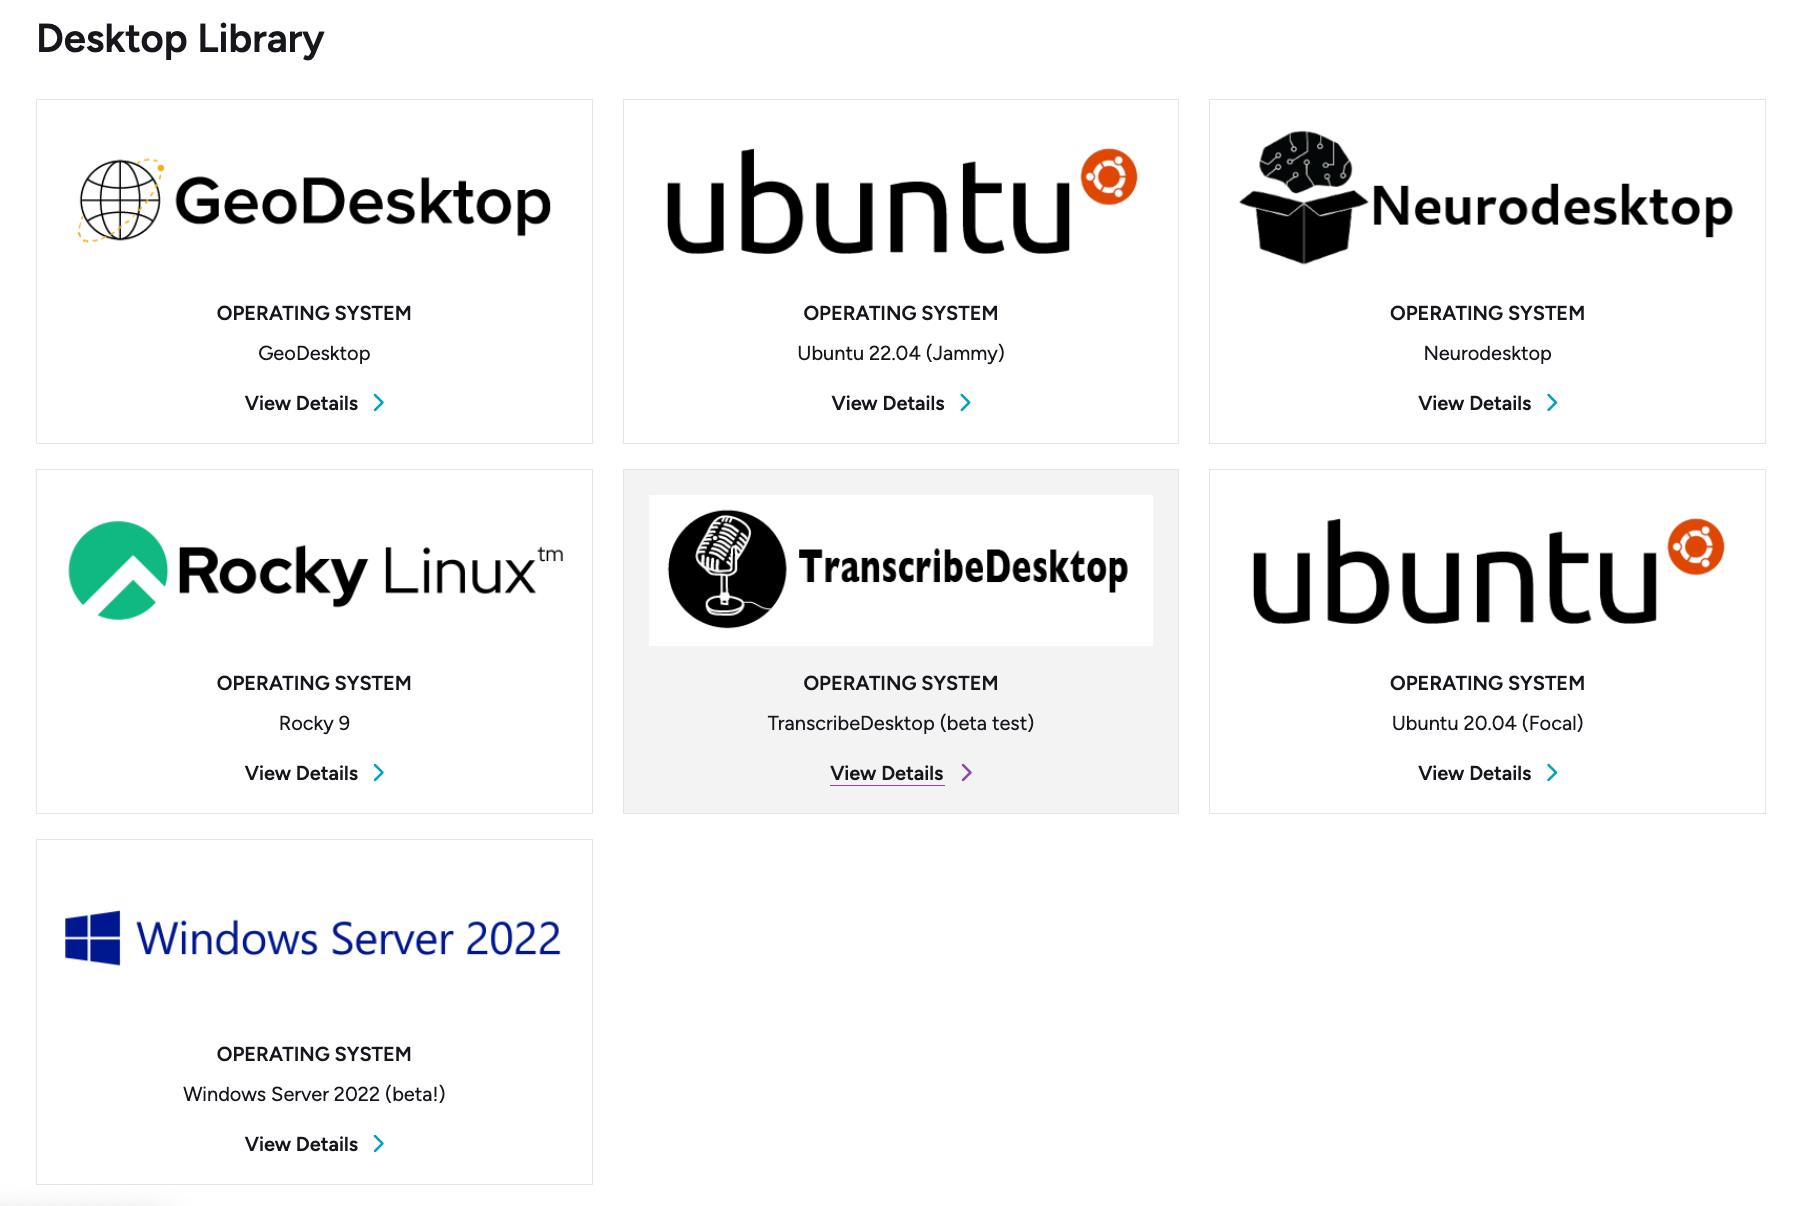 Desktop Library
GeoDesktop
OPERATING SYSTEM
GeoDesktop
View Details
ubuntu
OPERATING SYSTEM
Ubuntu 22.04 (Jammy)
View Details
Neurodesktop
OPERATING SYSTEM
Neurodesktop
View Details
Rocky Linux™
OPERATING SYSTEM
Rocky 9
View Details
TranscribeDesktop
OPERATING SYSTEM
TranscribeDesktop (beta test)
View Details
ubuntu
OPERATING SYSTEM
Ubuntu 20.04 (Focal)
View Details
Windows Server 2022
OPERATING SYSTEM
Windows Server 2022 (beta!)
View Details